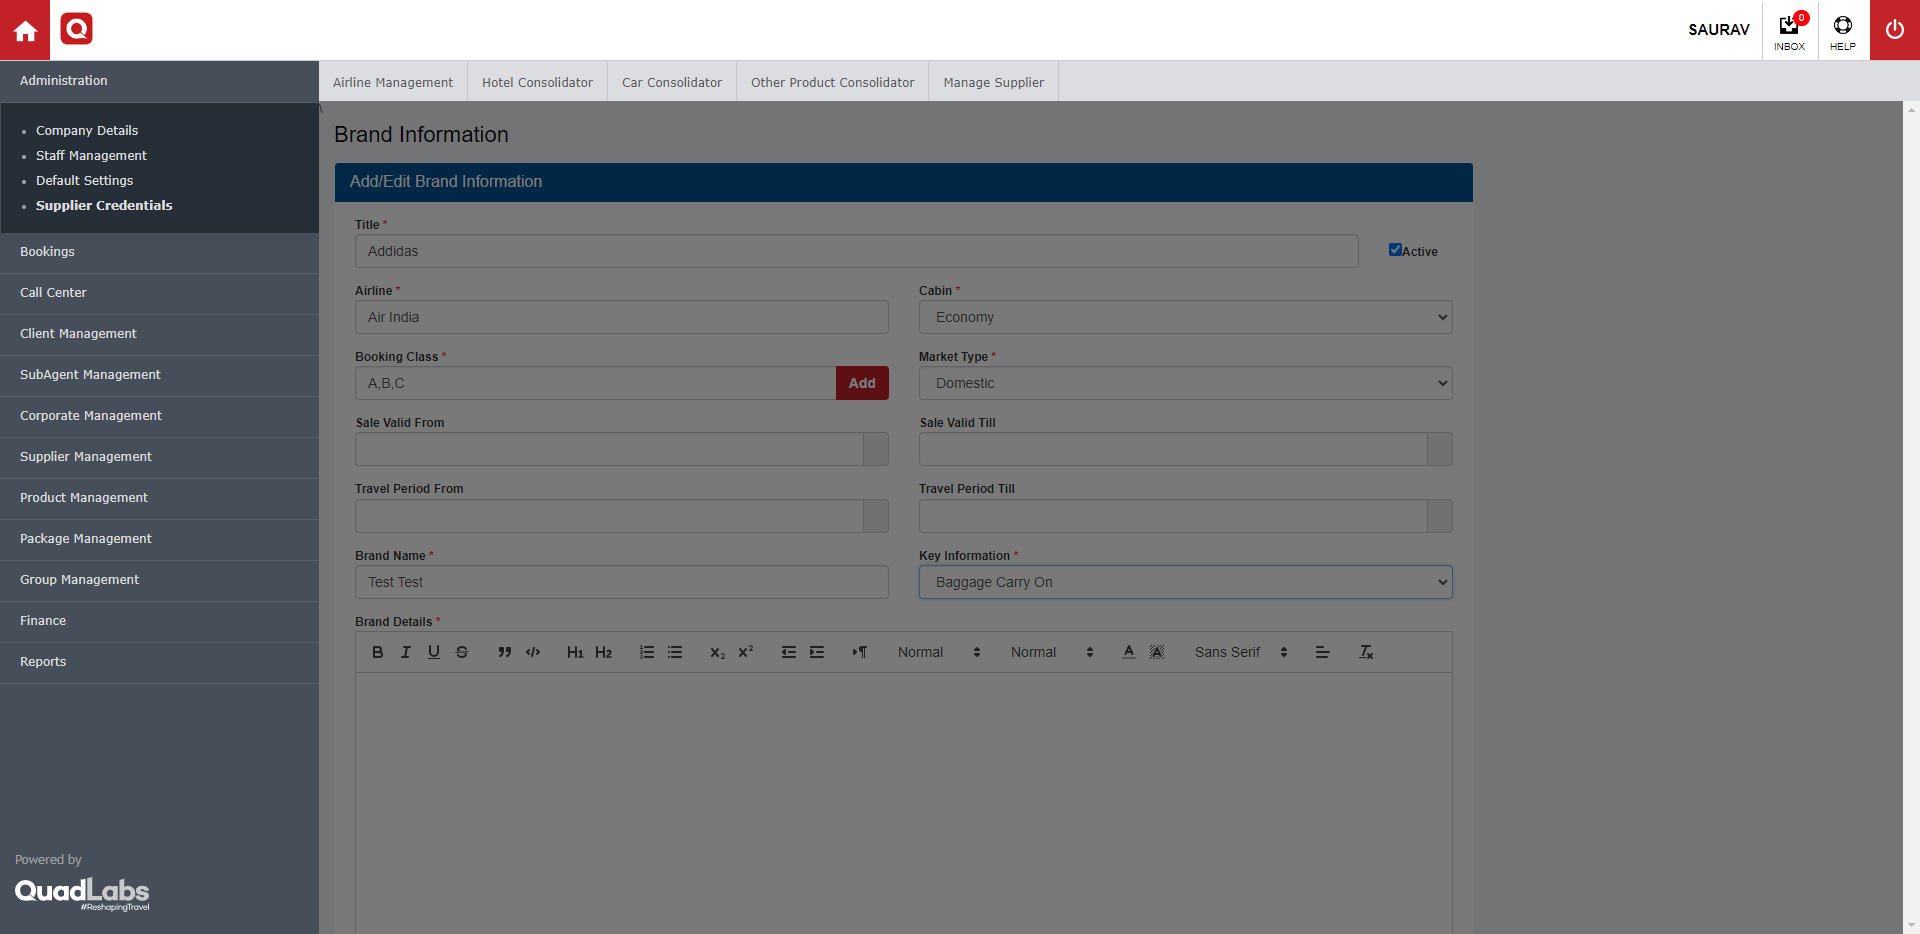 SAURAV
0
INBOX
HELP
Administration
Company Details
Staff Management
Default Settings
Supplier Credentials
Bookings
Call Center
Client Management
SubAgent Management
Corporate Management
Supplier Management
Product Management
Package Management
Group Management
Finance
Reports
Powered by
QuadLabs
#ReshapingTravel
Airline Management Hotel Consolidator Car Consolidator Other Product Consolidator Manage Supplier
\
Brand Information
Add/Edit Brand Information
Title *
Addidas
Active
Airline * Cabin *
Air India Economy
Booking Class * Market Type *
A,B,C Add Domestic
Sale Valid From Sale Valid Till
Travel Period From Travel Period Till
Brand Name * Key Information *
Test Test Baggage Carry On
Brand Details *
B I U S H1 H2 x2 x2 Normal Normal A A Sans Serif Tx